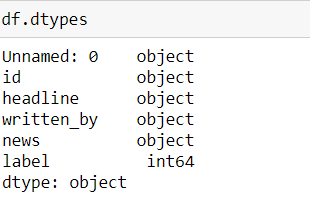 df.dtypes
Unnamed: 0    object
id            object
headline      object
written_by    object
news          object
label          int64
dtype: object